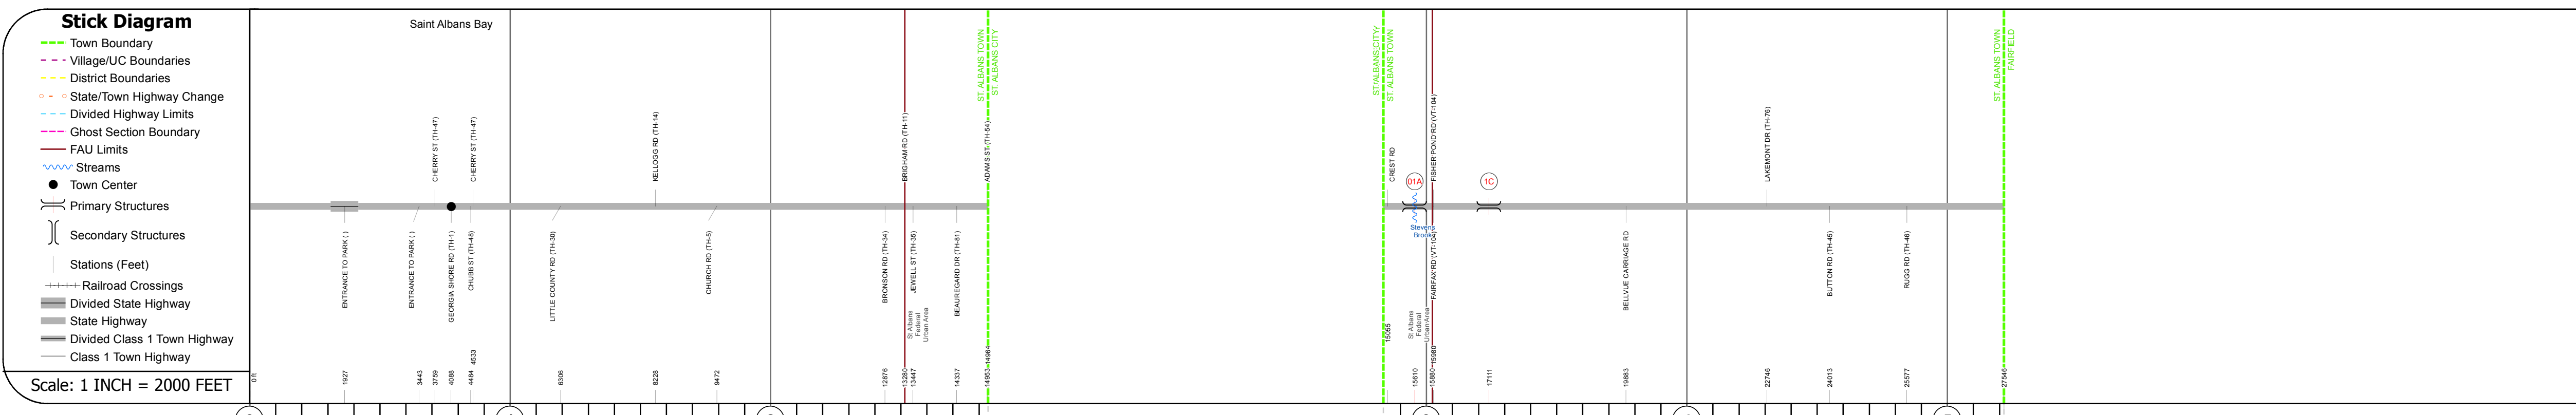 Stick Diagram
Town Boundary
Village/UC Boundaries
District Boundaries
State/Town Highway Change
Divided Highway Limits
Ghost Section Boundary
FAU Limits
Streams
Town Center
Primary Structures
Secondary Structures
Stations (Feet)
Railroad Crossings
Divided State Highway
State Highway
Divided Class 1 Town Highway
Class 1 Town Highway
Scale: 1 INCH = 2000 FEET
Saint Albans Bay
ST. ALBANS TOWN
ST. ALBANS CITY
ST. ALBANS CITY
ST. ALBANS TOWN
ST. ALBANS TOWN
FAIRFIELD
CHERRY ST (TH-47)
CHERRY ST (TH-47)
KELLOGG RD (TH-14)
BRIGHAM RD (TH-11)
ADAMS ST (TH-54)
CREST RD
FISHER POND RD (VT-104)
LAKEMONT DR (TH-76)
01A
1C
Stevens
Brook
ENTRANCE TO PARK ( )
ENTRANCE TO PARK ( )
GEORGIA SHORE RD (TH-1)
CHUBB ST (TH-48)
LITTLE COUNTY RD (TH-30)
CHURCH RD (TH-5)
BRONSON RD (TH-34)
JEWELL ST (TH-35)
BEAUREGARD DR (TH-81)
FAIRFAX RD (VT-104)
BELLVUE CARRIAGE RD
BUTTON RD (TH-45)
RUGG RD (TH-46)
St Albans
Federal
Urban Area
St Albans
Federal
Urban Area
0 ft
1927
3443
3759
4088
4484
4533
6306
8228
9472
12876
13280
13447
14337
14953
14964
15055
15610
15880
15980
17111
19883
22746
24013
25577
27546